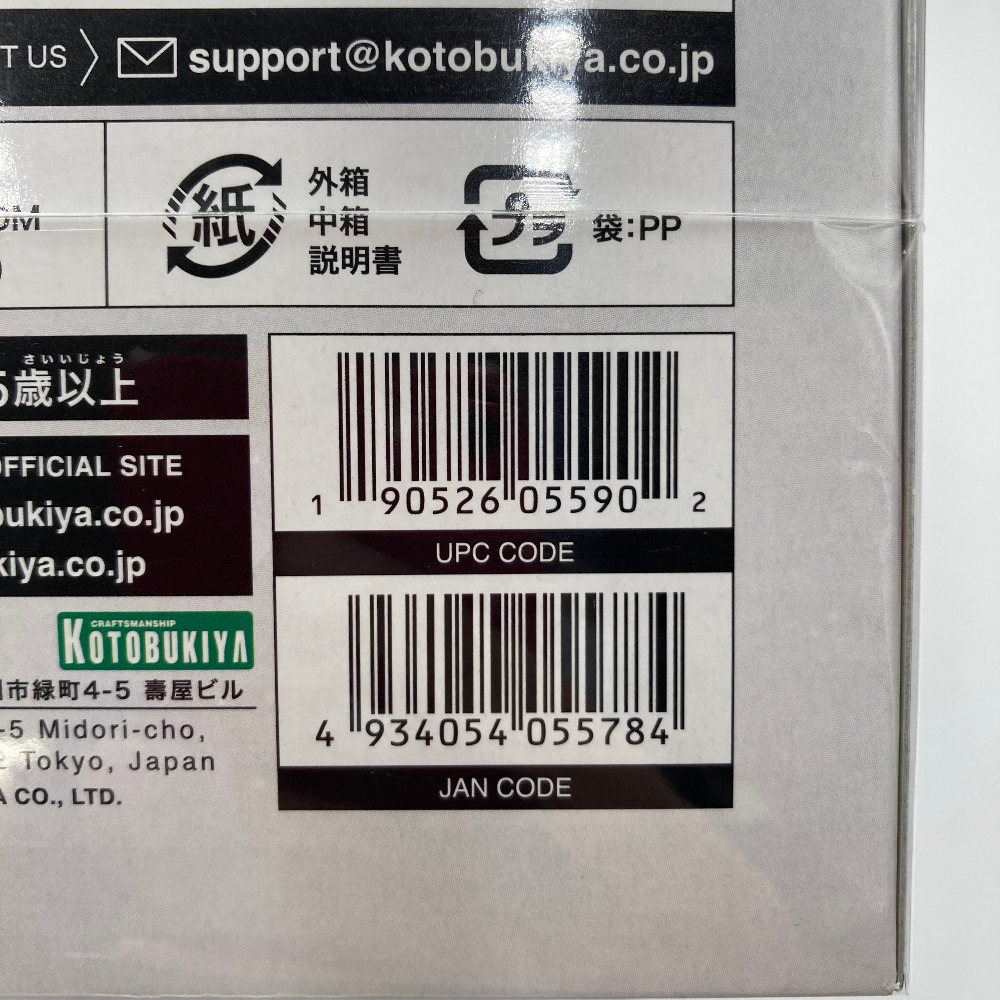 T US
support@kotobukiya.co.jp
紙
外箱
中箱
説明書
プラ
袋:PP
さいいじょう
5歳以上
OFFICIAL SITE
bukiya.co.jp
kiya.co.jp
1 90526 05590 2
UPC CODE
4 934054 055784
JAN CODE
CRAFTSMANSHIP
KOTOBUKIYA
市緑町4-5 壽屋ビル
-5 Midori-cho,
Tokyo, Japan
A CO., LTD.